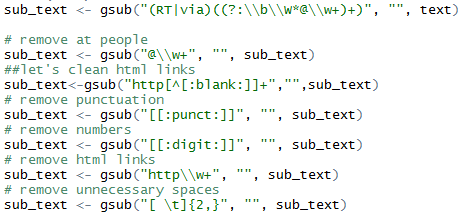 sub_text <- gsub("(RT|via)((?:\\b\\W*@\\w+)+)", "", text)
# remove at people
sub_text <- gsub("@\\w+", "", sub_text)
##let's clean html links
sub_text<-gsub("http[^[:blank:]]+","",sub_text)
# remove punctuation
sub_text <- gsub("[[:punct:]]", "", sub_text)
# remove numbers
sub_text <- gsub("[[:digit:]]", "", sub_text)
# remove html links
sub_text <- gsub("http\\w+", "", sub_text)
# remove unnecessary spaces
sub_text <- gsub("[ \t]{2,}", "", sub_text)